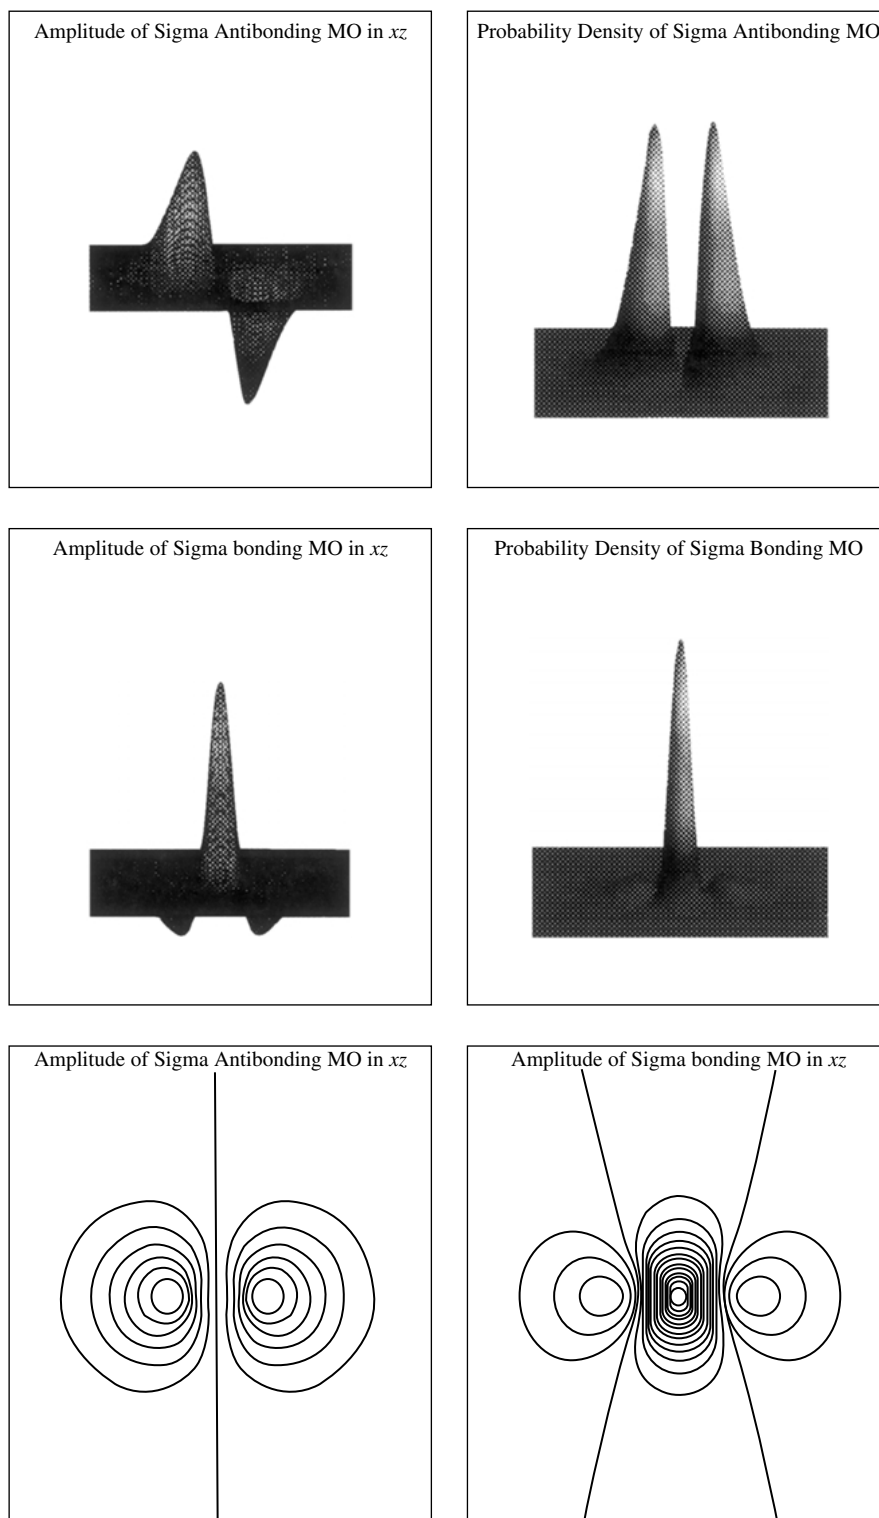 Amplitude of Sigma Antibonding MO in xz
Probability Density of Sigma Antibonding MO
Amplitude of Sigma bonding MO in xz
Probability Density of Sigma Bonding MO
Amplitude of Sigma Antibonding MO in xz
Amplitude of Sigma bonding MO in xz